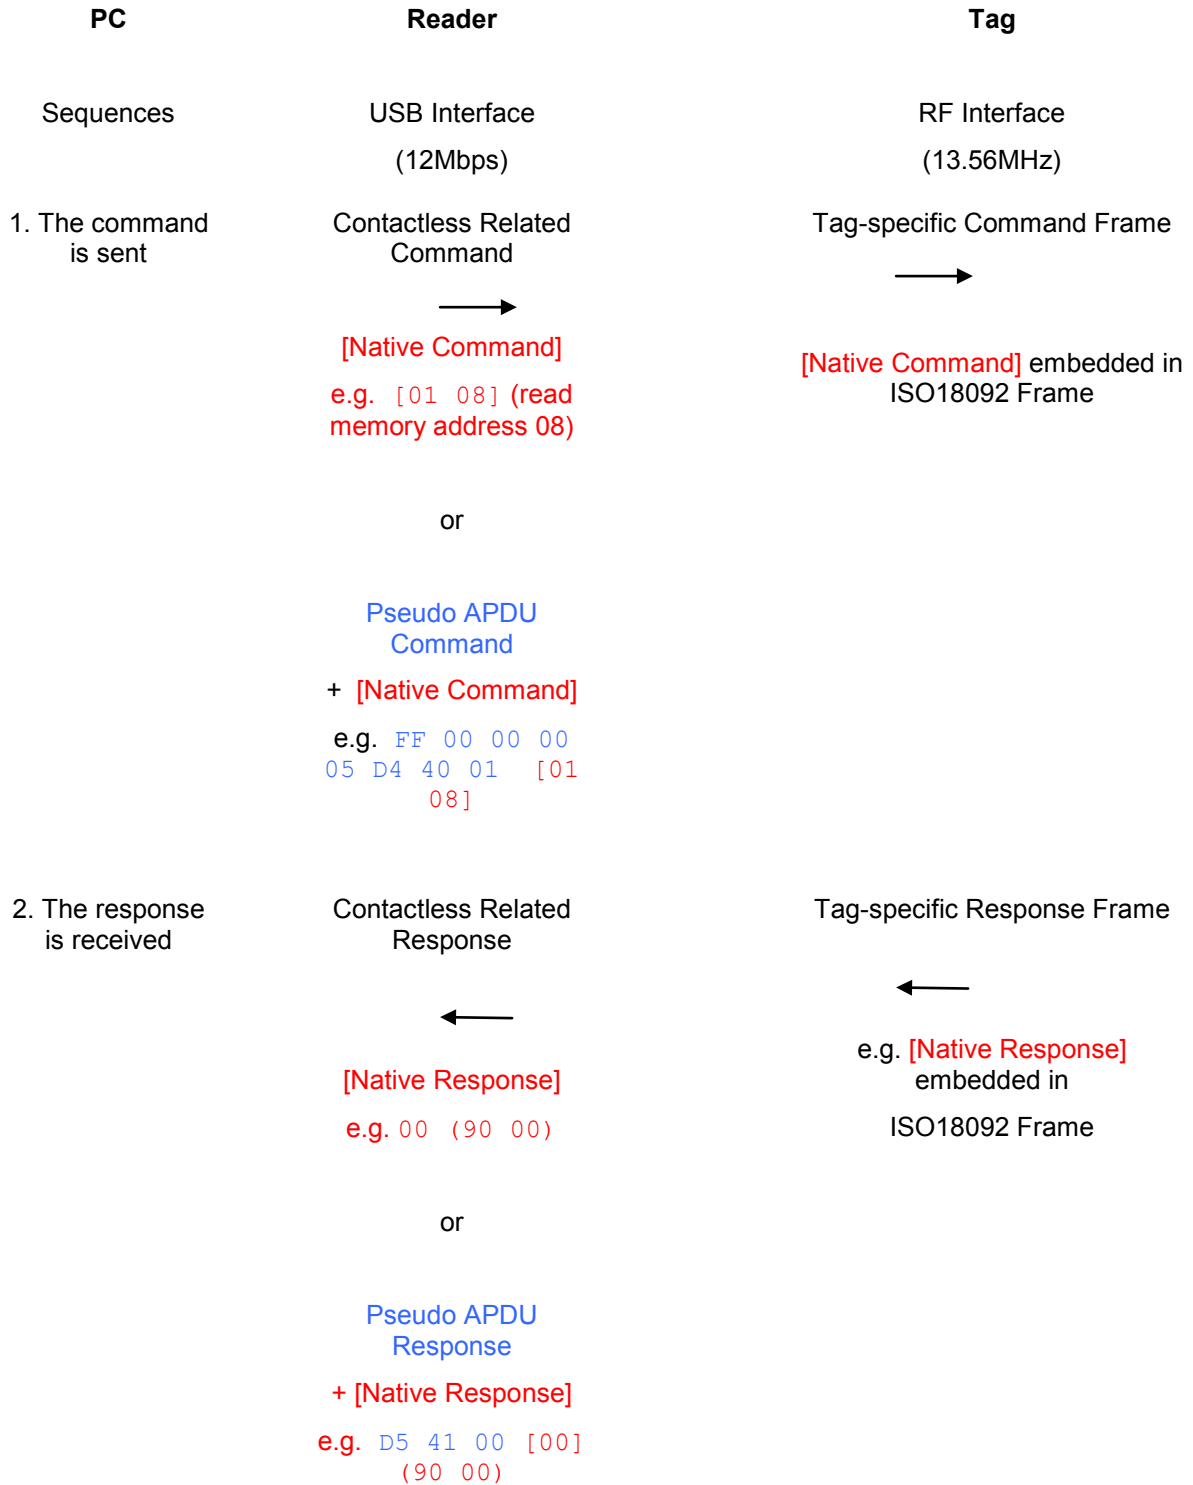 PC Reader Tag
Sequences USB Interface RF Interface
(12Mbps) (13.56MHz)
1. The command Contactless Related Tag-specific Command Frame
is sent Command
[Native Command]
[Native Command] embedded in
e.g. [01 08] (read ISO18092 Frame
memory address 08)
or
Pseudo APDU
Command
+ [Native Command]
e.g. FF 00 00 00
05 D4 40 01 [01
08]
2. The response Contactless Related Tag-specific Response Frame
is received Response
e.g. [Native Response]
[Native Response] embedded in
e.g. 00 (90 00) ISO18092 Frame
or
Pseudo APDU
Response
+ [Native Response]
e.g. D5 41 00 [00]
(90 00)